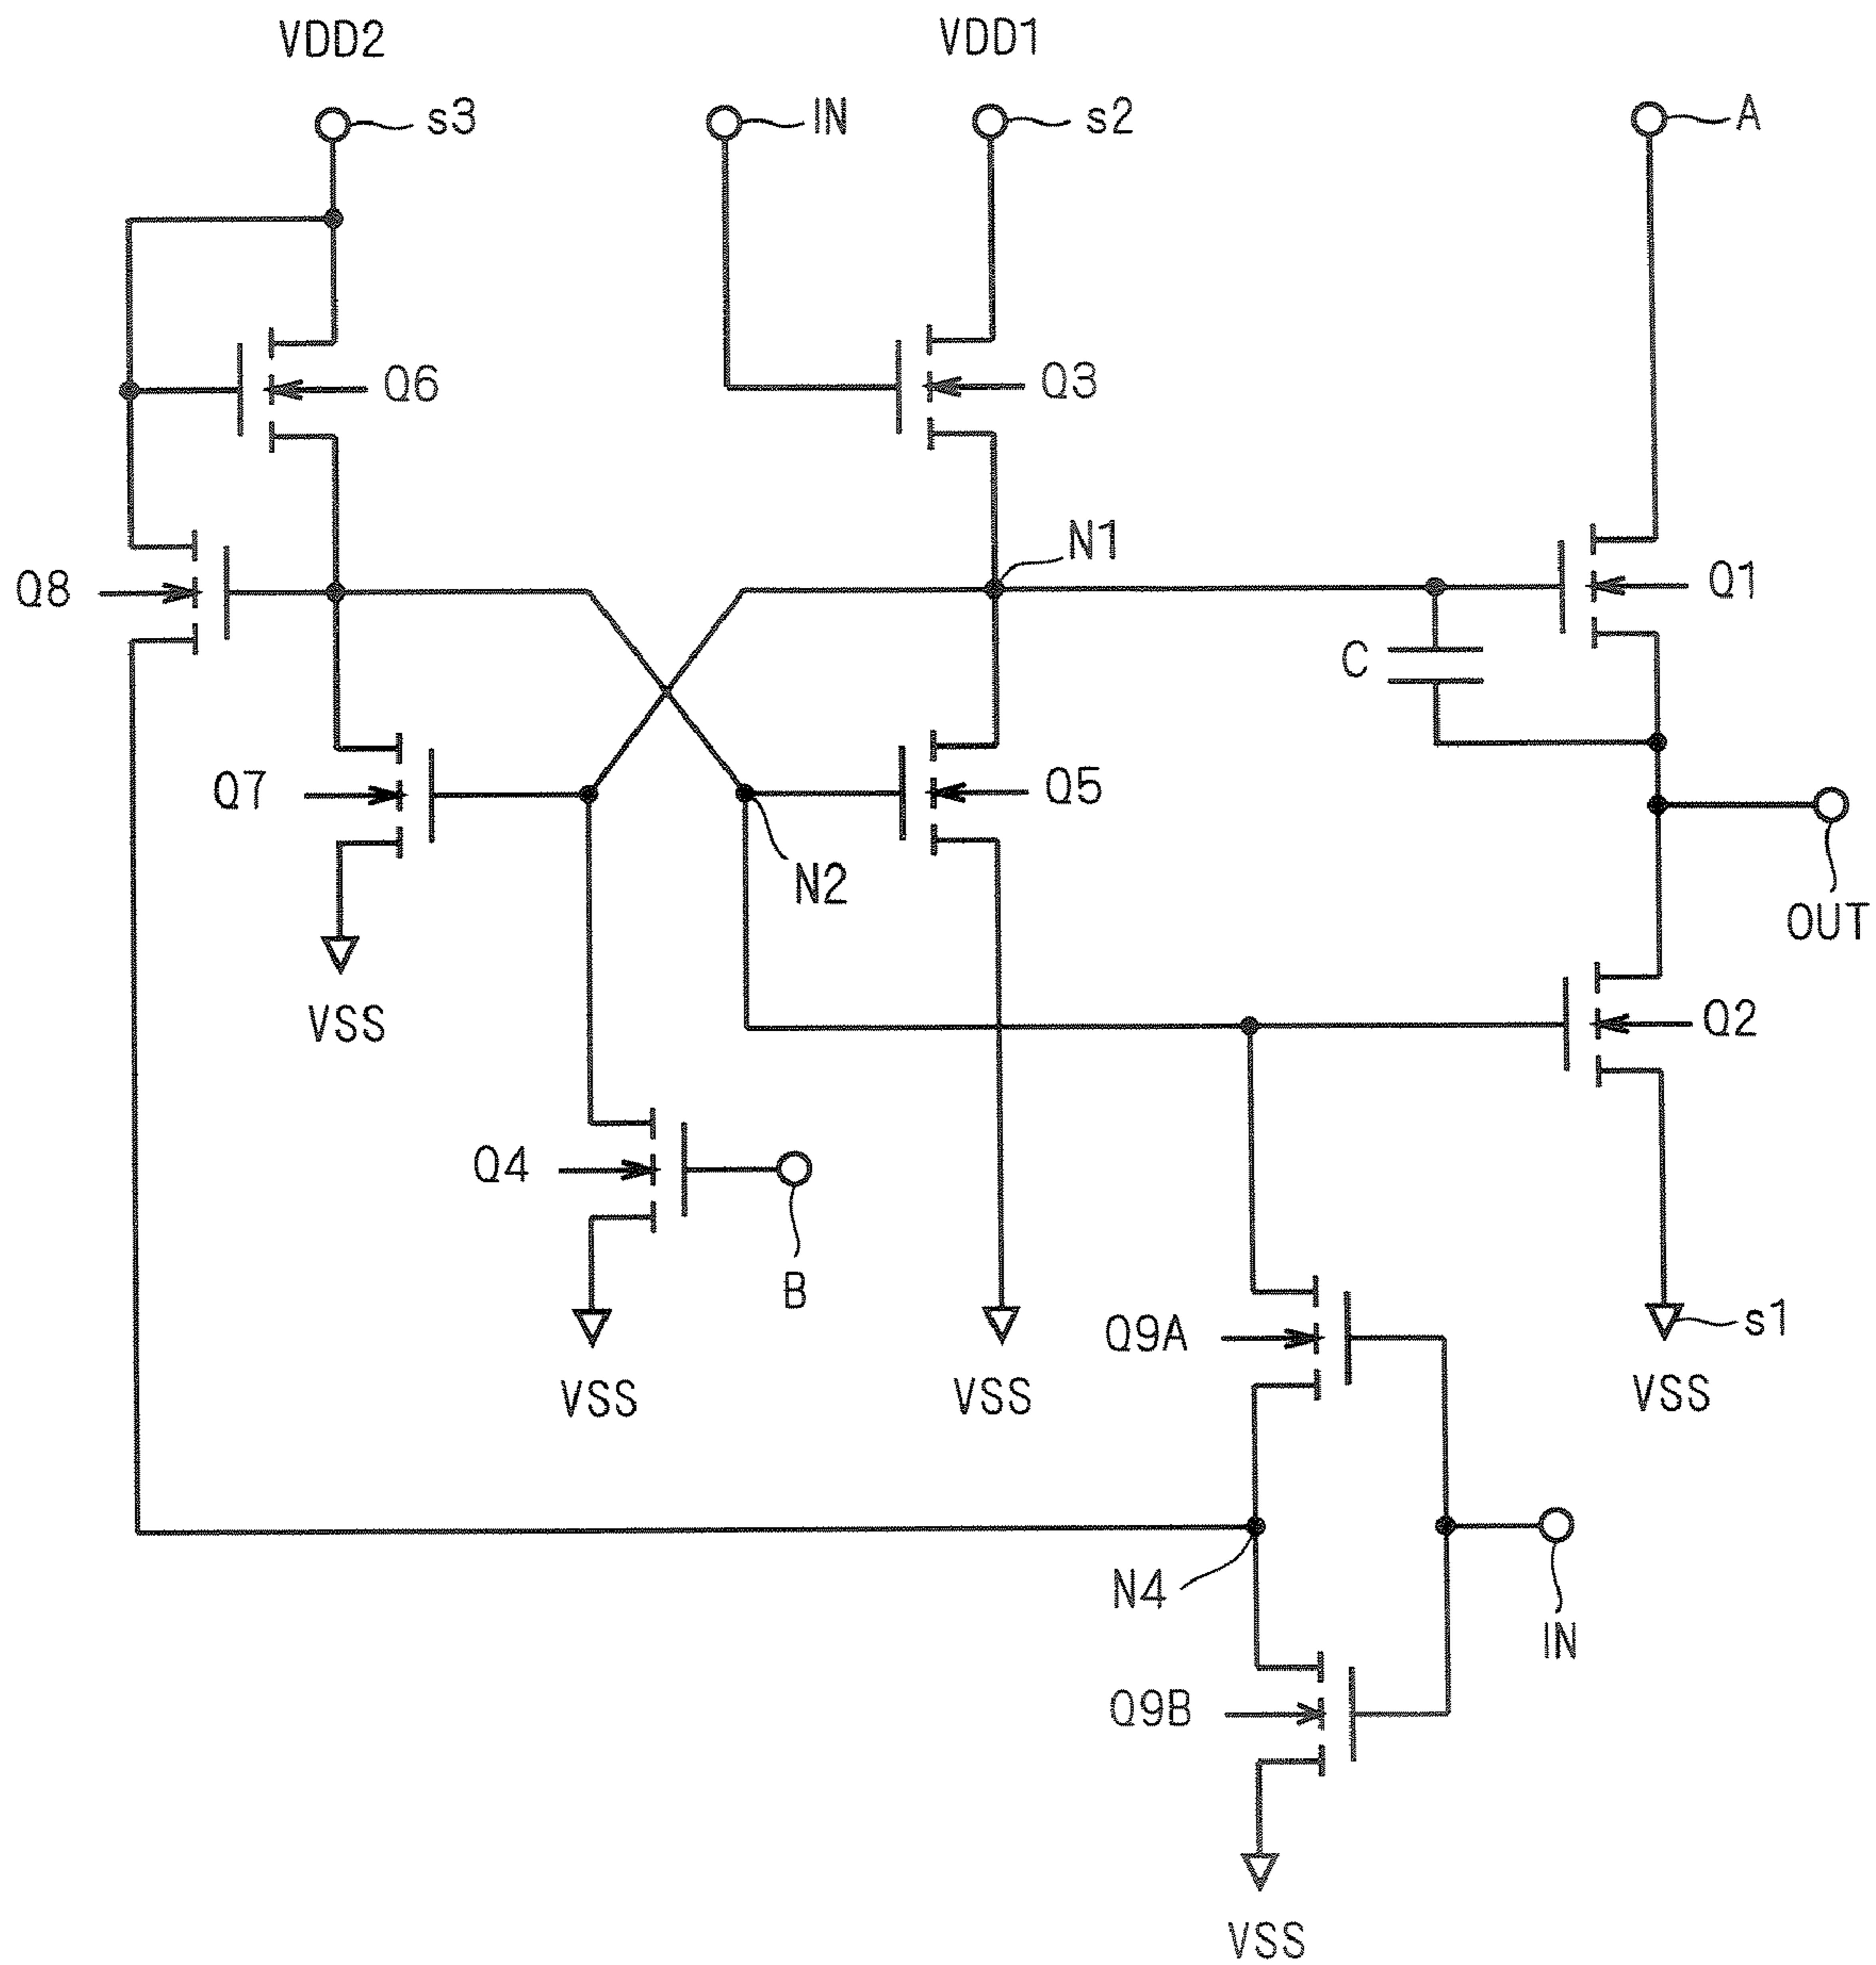 VDD2
VDD1
s3
IN
s2
A
Q6
Q3
N1
Q8
Q1
C
Q7
Q5
N2
OUT
VSS
Q2
Q4
B
Q9A
s1
VSS
VSS
VSS
N4
IN
Q9B
VSS